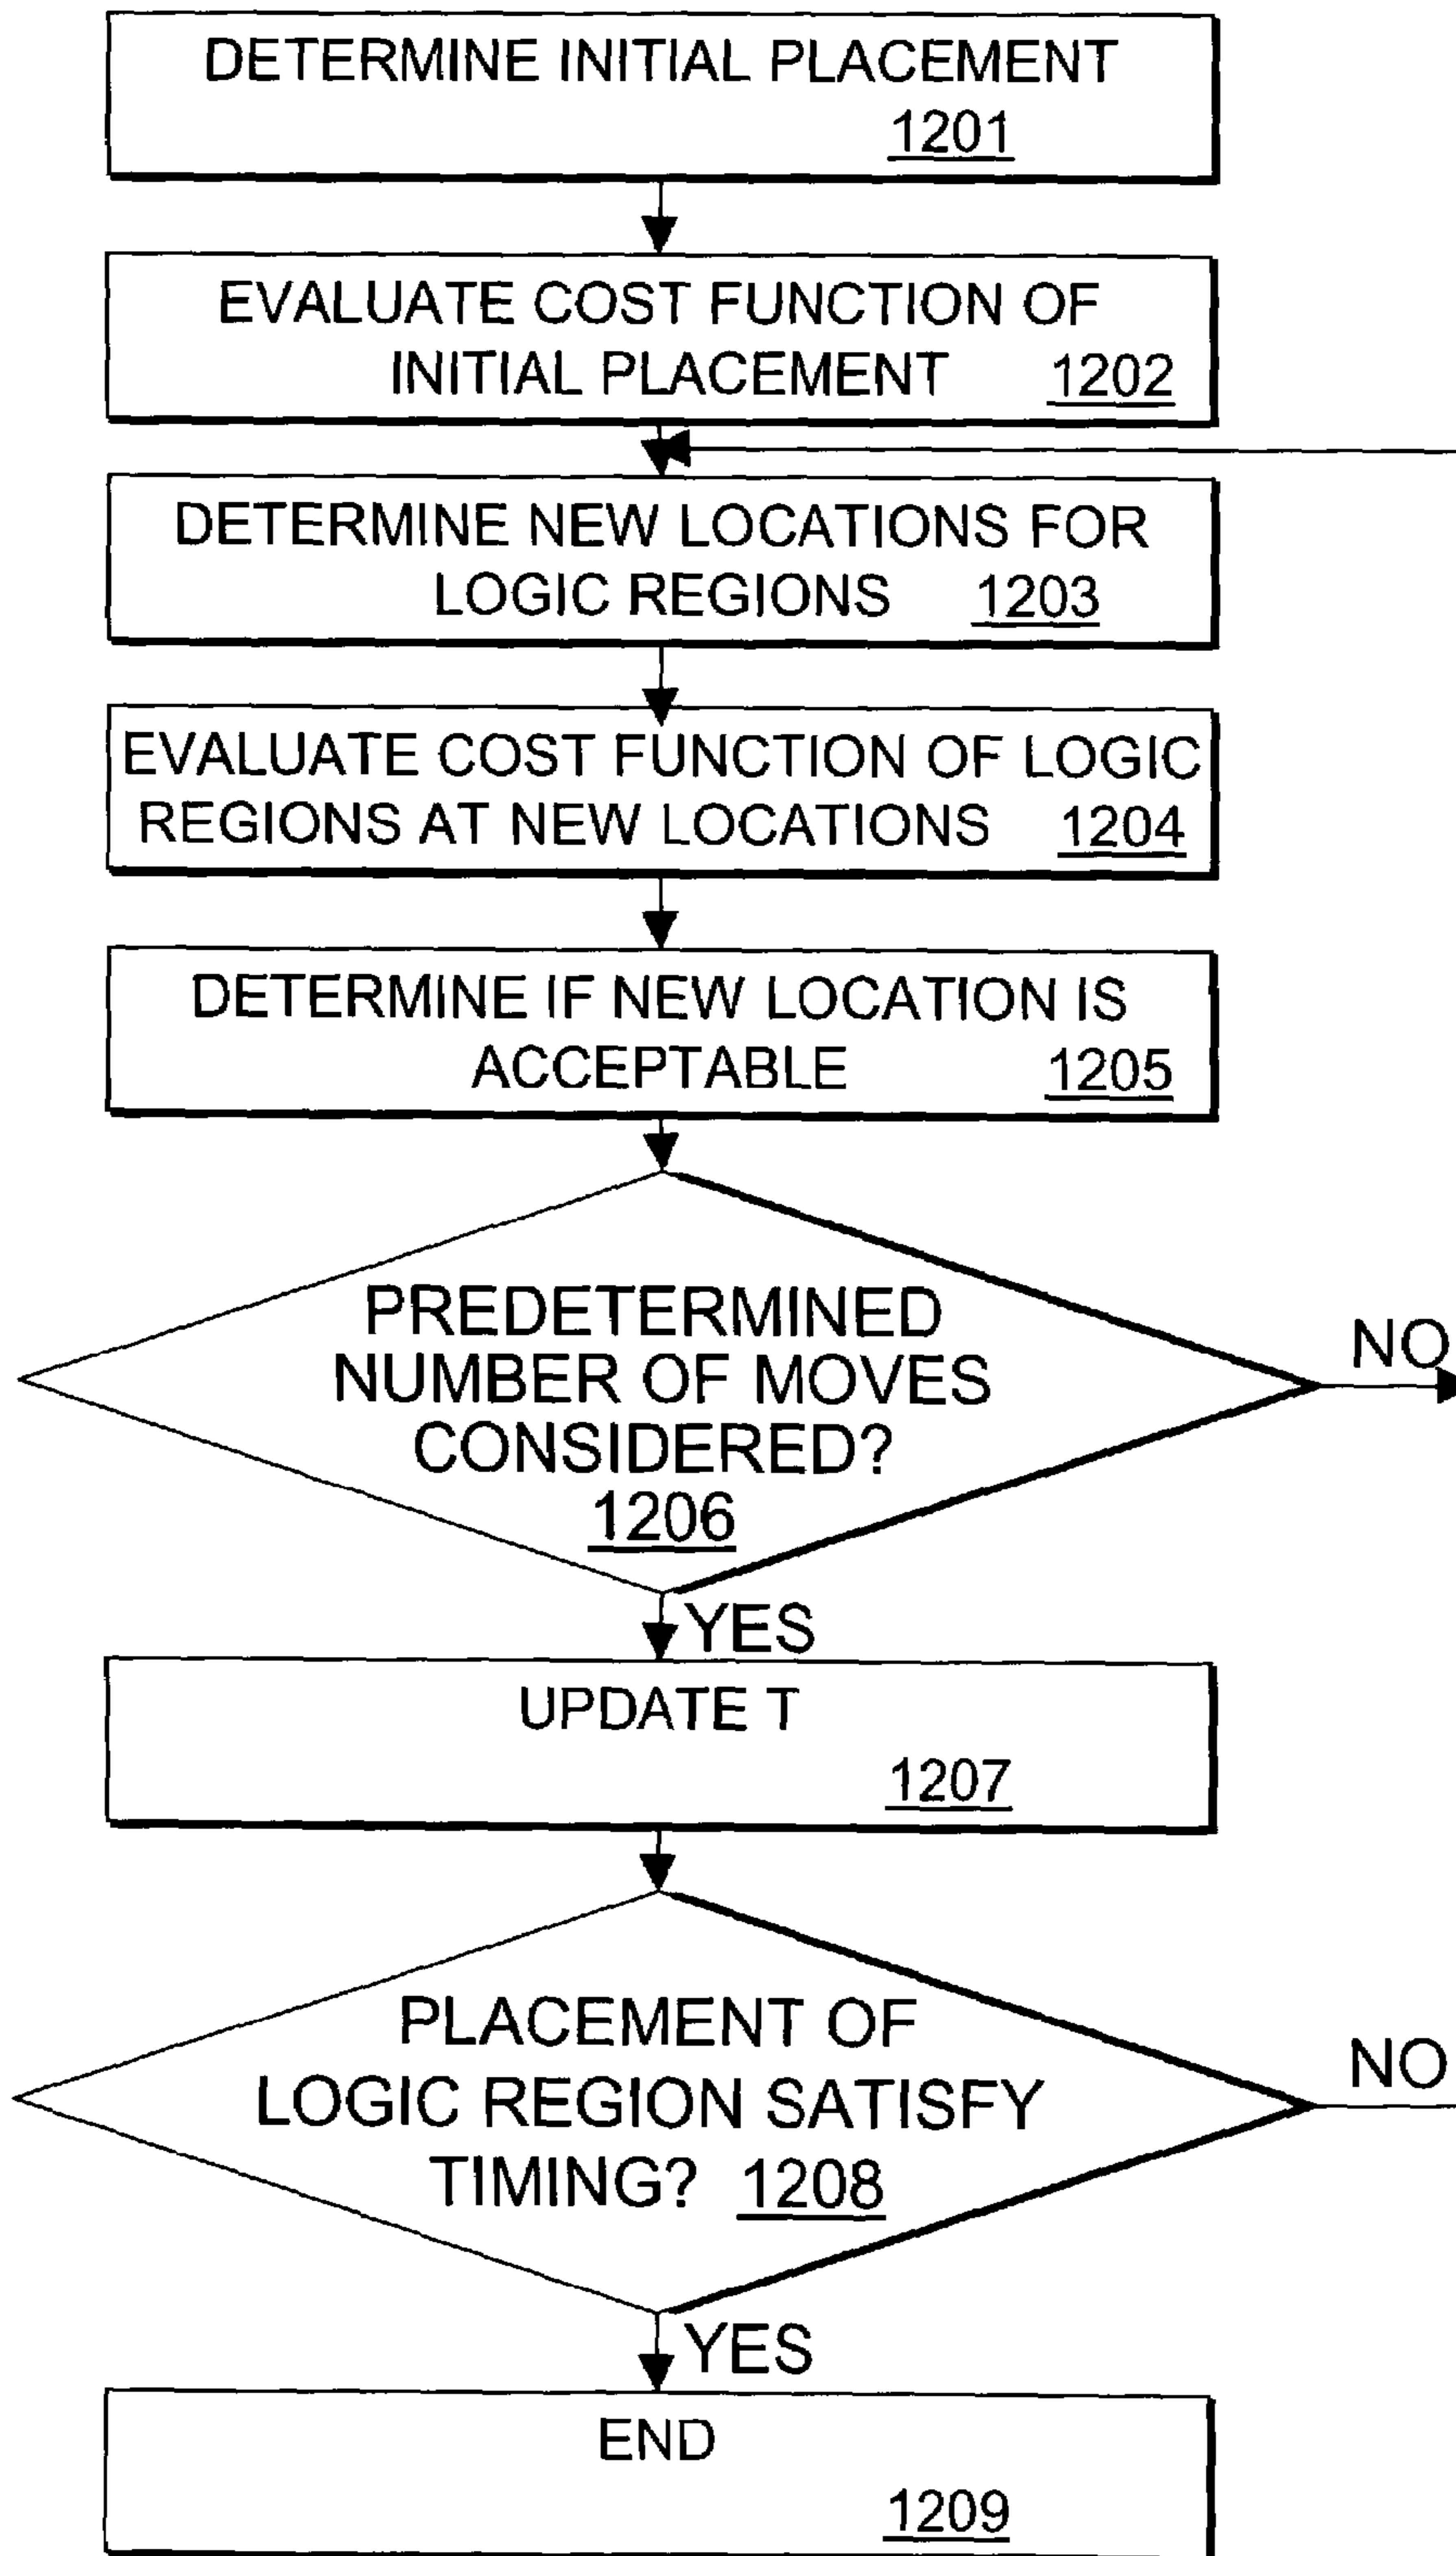 DETERMINE INITIAL PLACEMENT
1201
EVALUATE COST FUNCTION OF
INITIAL PLACEMENT 1202
DETERMINE NEW LOCATIONS FOR
LOGIC REGIONS 1203
EVALUATE COST FUNCTION OF LOGIC
REGIONS AT NEW LOCATIONS 1204
DETERMINE IF NEW LOCATION IS
ACCEPTABLE 1205
PREDETERMINED
NUMBER OF MOVES
CONSIDERED?
1206
NO
YES
UPDATE T
1207
PLACEMENT OF
LOGIC REGION SATISFY
TIMING? 1208
NO
YES
END
1209